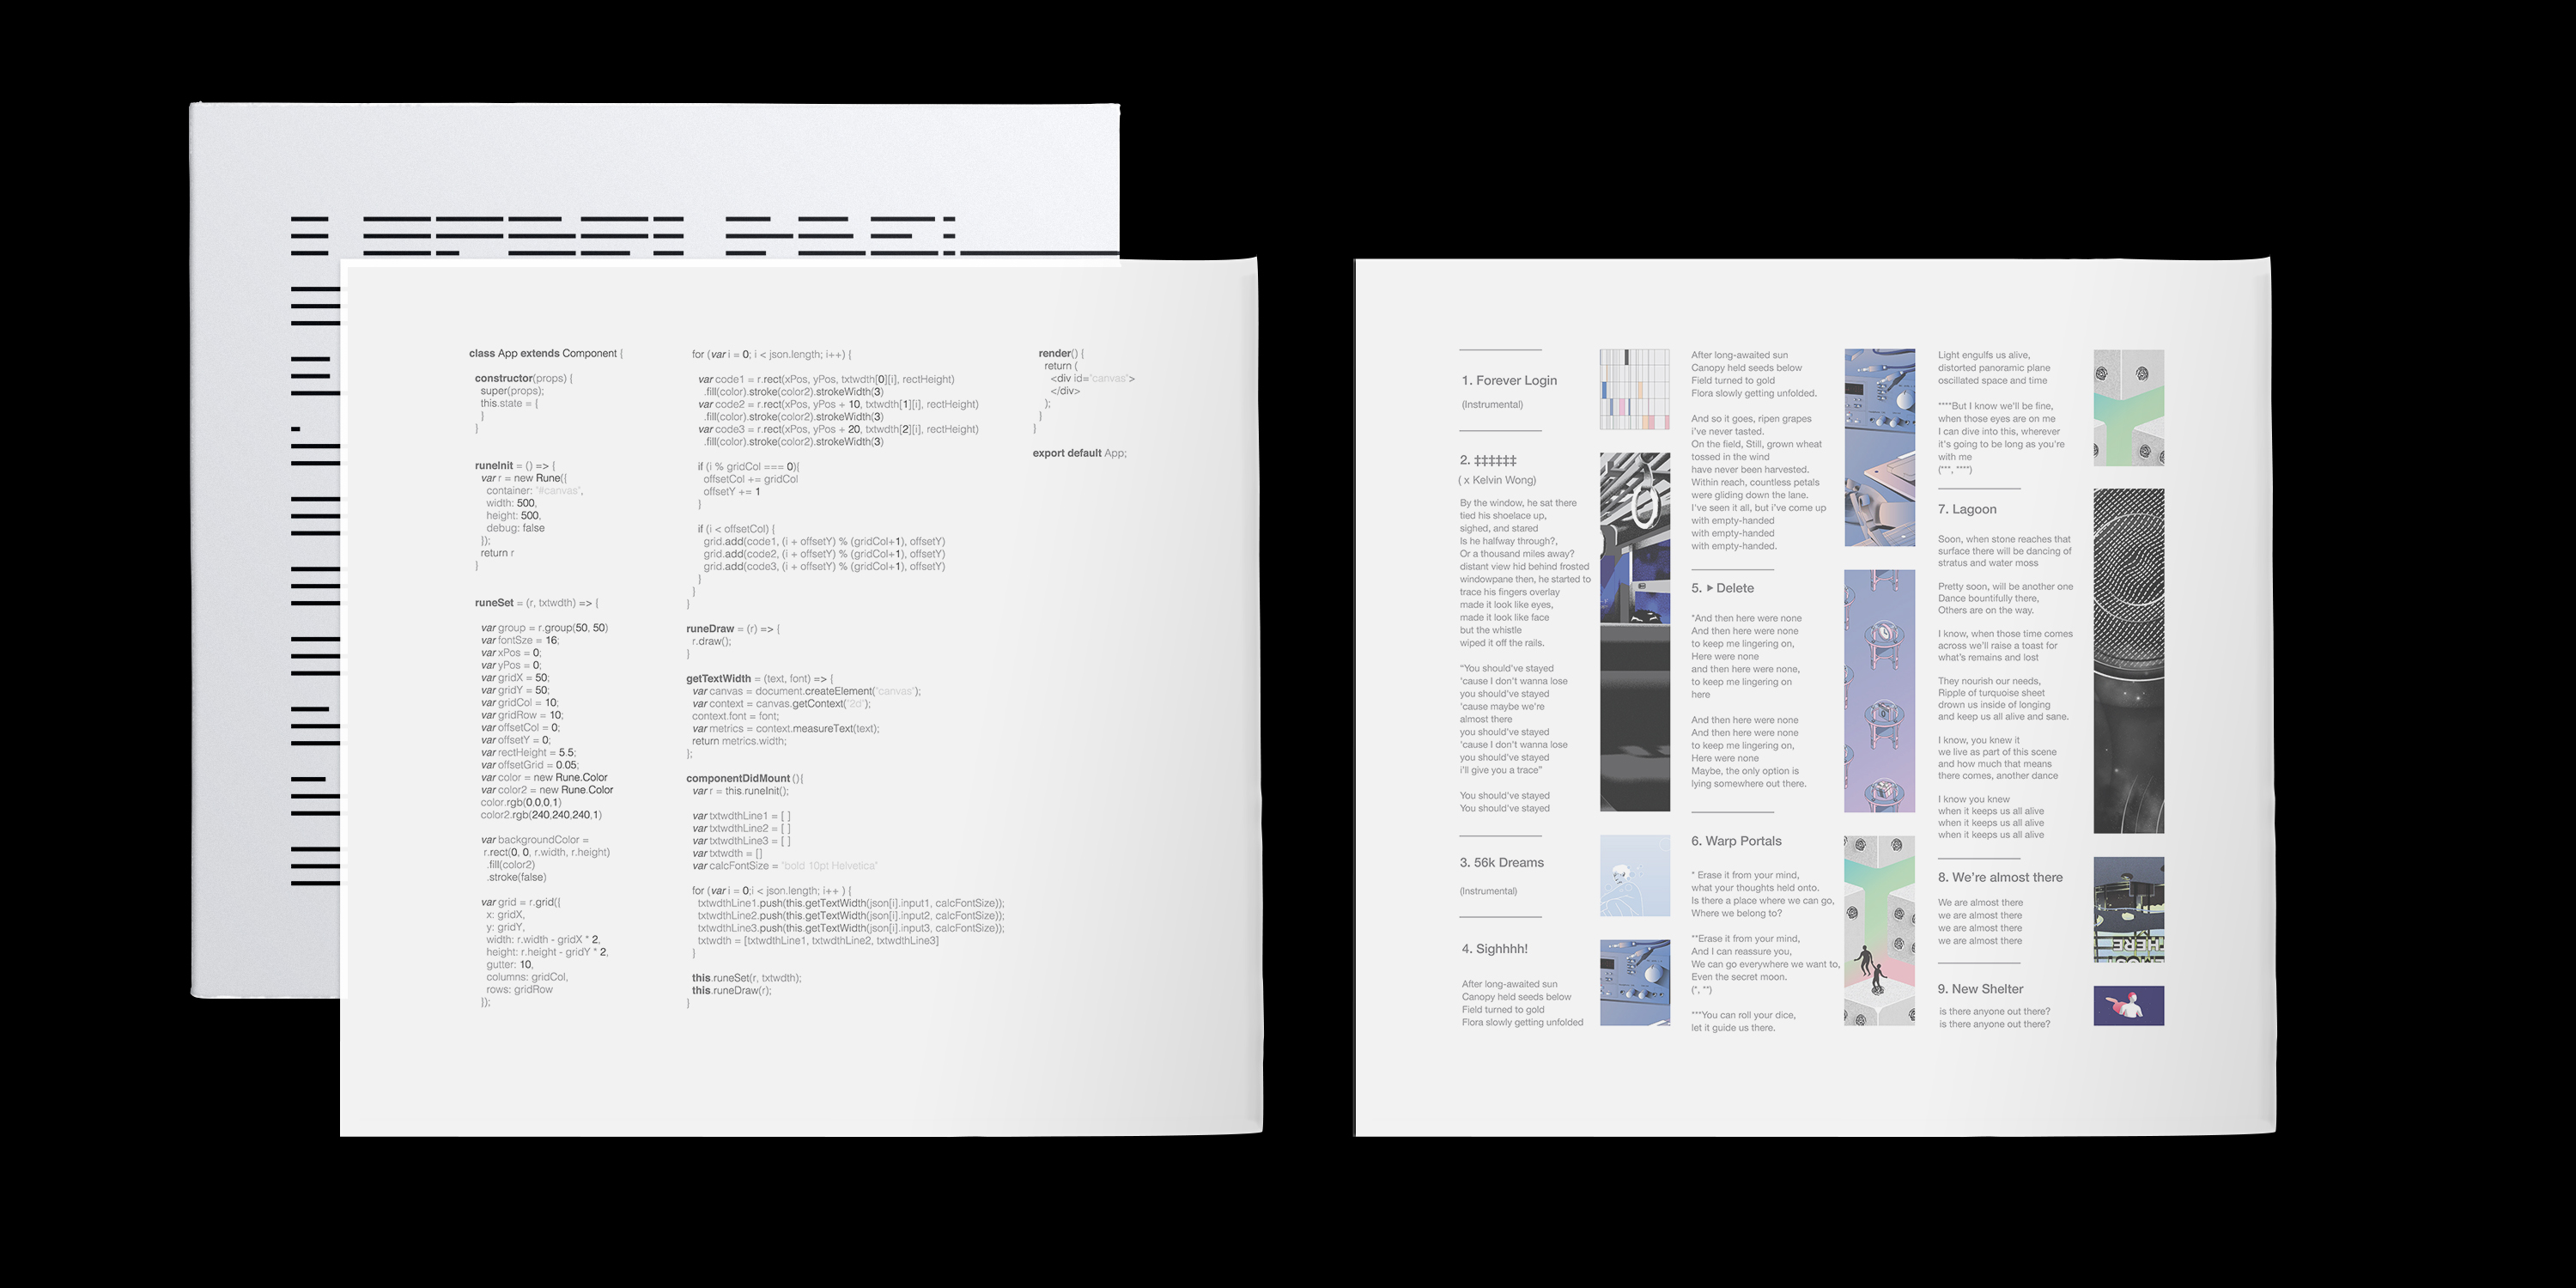 class App extends Component {
constructor(props) {
super(props);
this.state = {
}
}
runeInit = () => {
var r = new Rune({
container: "#canvas",
width: 500,
height: 500,
debug: false
});
return r
}
runeSet = (r, txtwdth) => {
var group = r.group(50, 50)
var fontSze = 16;
var xPos = 0;
var yPos = 0;
var gridX = 50;
var gridY = 50;
var gridCol = 10;
var gridRow = 10;
var offsetCol = 0;
var offsetY = 0;
var rectHeight = 5.5;
var offsetGrid = 0.05;
var color = new Rune.Color
var color2 = new Rune.Color
color.rgb(0,0,0,1)
color2.rgb(240,240,240,1)
var backgroundColor =
r.rect(0, 0, r.width, r.height)
.fill(color2)
.stroke(false)
var grid = r.grid({
x: gridX,
y: gridY,
width: r.width - gridX * 2,
height: r.height - gridY * 2,
gutter: 10,
columns: gridCol,
rows: gridRow
});
for (var i = 0; i < json.length; i++) {
var code1 = r.rect(xPos, yPos, txtwdth[0][i], rectHeight)
.fill(color).stroke(color2).strokeWidth(3)
var code2 = r.rect(xPos, yPos + 10, txtwdth[1][i], rectHeight)
.fill(color).stroke(color2).strokeWidth(3)
var code3 = r.rect(xPos, yPos + 20, txtwdth[2][i], rectHeight)
.fill(color).stroke(color2).strokeWidth(3)
if (i % gridCol === 0){
offsetCol += gridCol
offsetY += 1
}
if (i < offsetCol) {
grid.add(code1, (i + offsetY) % (gridCol+1), offsetY)
grid.add(code2, (i + offsetY) % (gridCol+1), offsetY)
grid.add(code3, (i + offsetY) % (gridCol+1), offsetY)
}
}
}
runeDraw = (r) => {
r.draw();
}
getTextWidth = (text, font) => {
var canvas = document.createElement("canvas");
var context = canvas.getContext("2d");
context.font = font;
var metrics = context.measureText(text);
return metrics.width;
};
componentDidMount (){
var r = this.runeInit();
var txtwdthLine1 = [ ]
var txtwdthLine2 = [ ]
var txtwdthLine3 = [ ]
var txtwdth = []
var calcFontSize = "bold 10pt Helvetica"
for (var i = 0;i < json.length; i++ ) {
txtwdthLine1.push(this.getTextWidth(json[i].input1, calcFontSize));
txtwdthLine2.push(this.getTextWidth(json[i].input2, calcFontSize));
txtwdthLine3.push(this.getTextWidth(json[i].input3, calcFontSize));
txtwdth = [txtwdthLine1, txtwdthLine2, txtwdthLine3]
}
this.runeSet(r, txtwdth);
this.runeDraw(r);
}
render() {
return (
<div id="canvas">
</div>
);
}
}
export default App;
1. Forever Login
(Instrumental)
2. ‡‡‡‡‡‡
( x Kelvin Wong)
By the window, he sat there
tied his shoelace up,
sighed, and stared
Is he halfway through?,
Or a thousand miles away?
distant view hid behind frosted
windowpane then, he started to
trace his fingers overlay
made it look like eyes,
made it look like face
but the whistle
wiped it off the rails.
"You should've stayed
'cause I don't wanna lose
you should've stayed
'cause maybe we're
almost there
you should've stayed
'cause I don't wanna lose
you should've stayed
i'll give you a trace"
You should've stayed
You should've stayed
3. 56k Dreams
(Instrumental)
4. Sighhhh!
After long-awaited sun
Canopy held seeds below
Field turned to gold
Flora slowly getting unfolded
After long-awaited sun
Canopy held seeds below
Field turned to gold
Flora slowly getting unfolded.
And so it goes, ripen grapes
i've never tasted.
On the field, Still, grown wheat
tossed in the wind
have never been harvested.
Within reach, countless petals
were gliding down the lane.
I've seen it all, but i've come up
with empty-handed
with empty-handed
with empty-handed.
5. ▶ Delete
"And then here were none
And then here were none
to keep me lingering on,
Here were none
and then here were none,
to keep me lingering on
here
And then here were none
And then here were none
to keep me lingering on,
Here were none
Maybe, the only option is
lying somewhere out there.
6. Warp Portals
* Erase it from your mind,
what your thoughts held onto.
Is there a place where we can go,
Where we belong to?
**Erase it from your mind,
And I can reassure you,
We can go everywhere we want to,
Even the secret moon.
(*, **)
***You can roll your dice,
let it guide us there.
Light engulfs us alive,
distorted panoramic plane
oscillated space and time
****But I know we'll be fine,
when those eyes are on me
I can dive into this, wherever
it's going to be long as you're
with me
(***, ****)
7. Lagoon
Soon, when stone reaches that
surface there will be dancing of
stratus and water moss
Pretty soon, will be another one
Dance bountifully there,
Others are on the way.
I know, when those time comes
across we'll raise a toast for
what's remains and lost
They nourish our needs,
Ripple of turquoise sheet
drown us inside of longing
and keep us all alive and sane.
I know, you knew it
we live as part of this scene
and how much that means
there comes, another dance
I know you knew
when it keeps us all alive
when it keeps us all alive
when it keeps us all alive
8. We're almost there
We are almost there
we are almost there
we are almost there
we are almost there
9. New Shelter
is there anyone out there?
is there anyone out there?